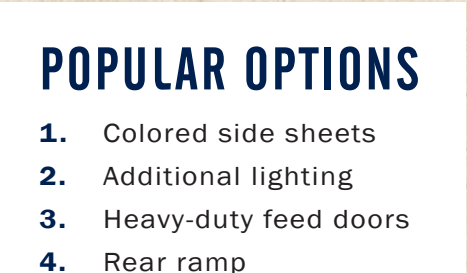 POPULAR OPTIONS
1. Colored side sheets
2. Additional lighting
3. Heavy-duty feed doors
4. Rear ramp